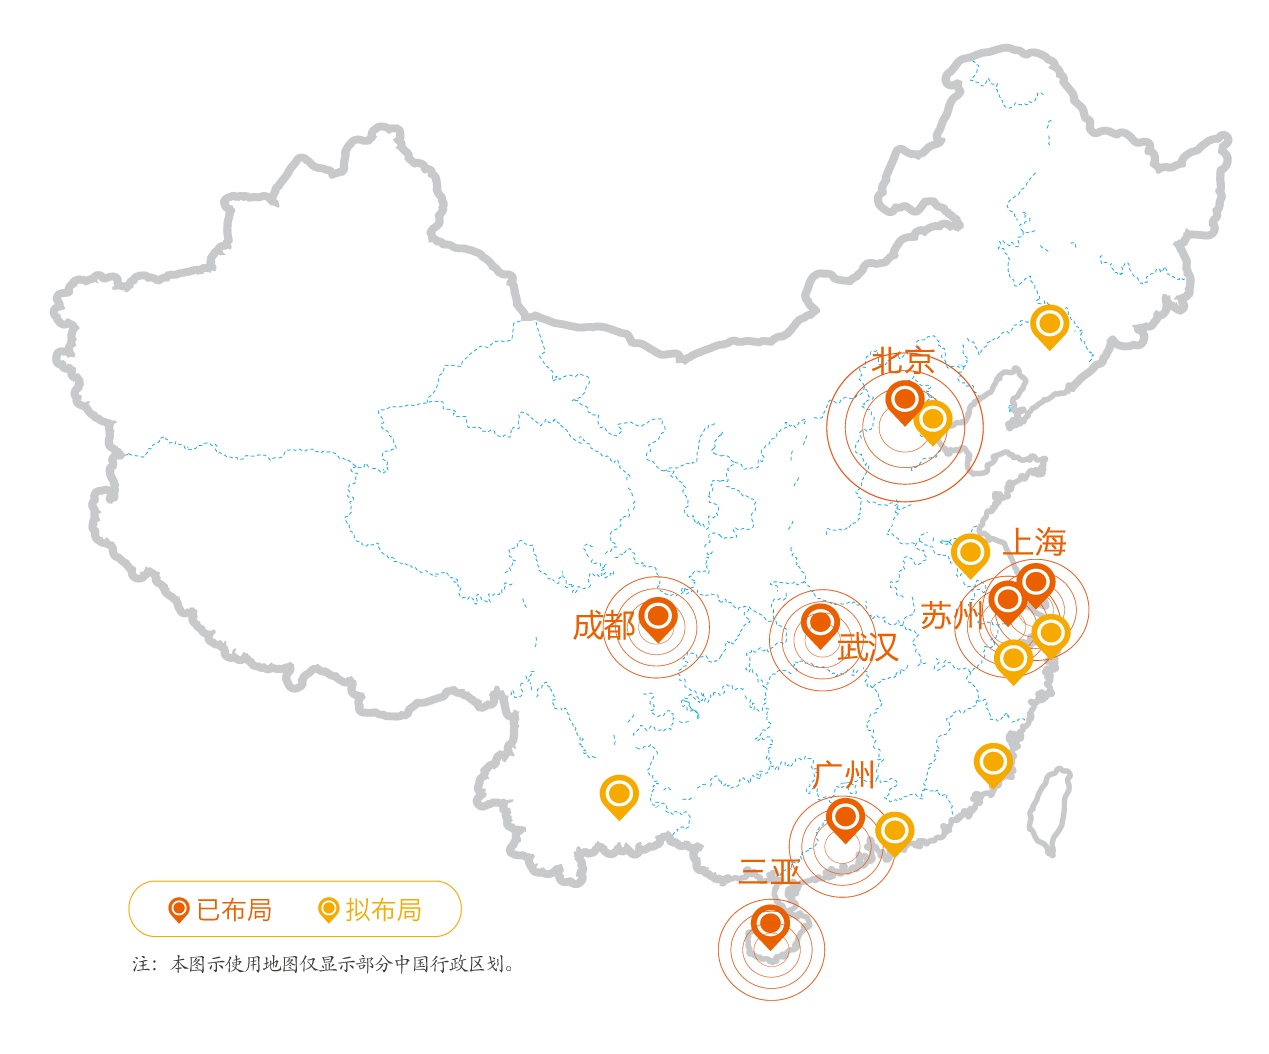 北京
上海
苏州
成都
武汉
广州
三亚
已布局
拟布局
注：本图示使用地图仅显示部分中国行政区划。